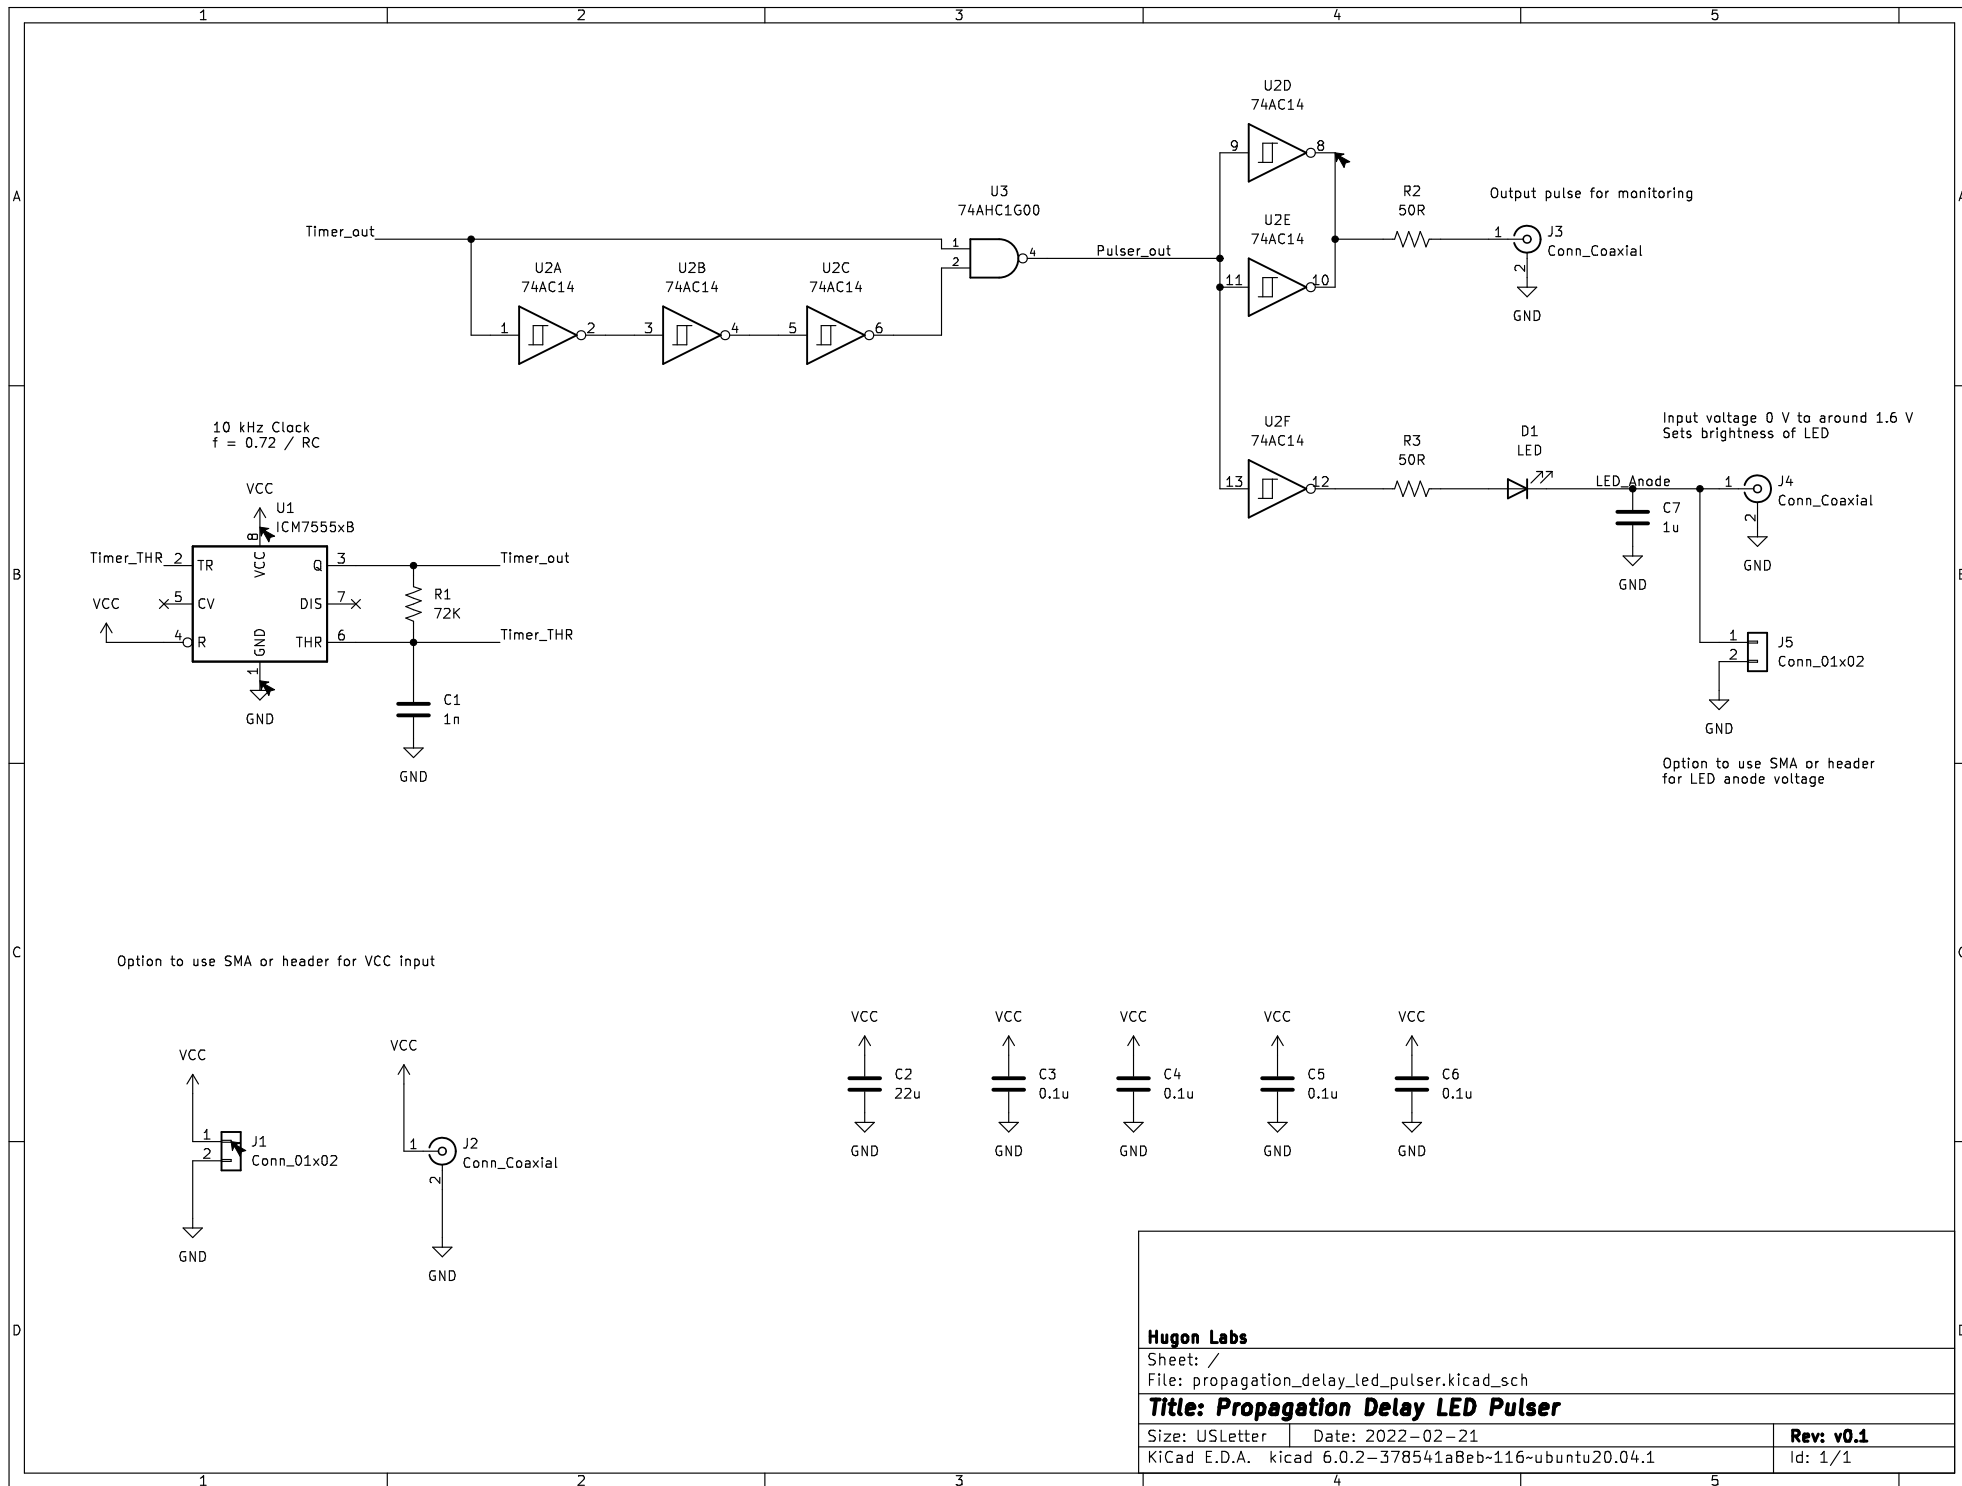 1 2 3 4 5
A
B
C
D
U2D
74AC14
9 8
U3
74AHC1G00
R2
50R
Output pulse for monitoring
U2E
74AC14
11 10
1 J3
Conn_Coaxial
2
GND
Timer_out
1
2
4
Pulser_out
U2A
74AC14
1 2
U2B
74AC14
3 4
U2C
74AC14
5 6
10 kHz Clock
f = 0.72 / RC
VCC
U1
ICM7555xB
8
Timer_THR 2 TR VCC Q 3 Timer_out
VCC
5 CV DIS 7
R1
72K
4 R GND THR 6 Timer_THR
1
GND
C1
1n
GND
U2F
74AC14
13 12
R3
50R
D1
LED
Input voltage 0 V to around 1.6 V
Sets brightness of LED
LED_Anode
1 J4
Conn_Coaxial
2
GND
C7
1u
GND
1 J5
2 Conn_01x02
GND
Option to use SMA or header
for LED anode voltage
Option to use SMA or header for VCC input
VCC
1 J1
2 Conn_01x02
GND
VCC
1 J2
Conn_Coaxial
2
GND
VCC
C2
22u
GND
VCC
C3
0.1u
GND
VCC
C4
0.1u
GND
VCC
C5
0.1u
GND
VCC
C6
0.1u
GND
Hugon Labs
Sheet: /
File: propagation_delay_led_pulser.kicad_sch
Title: Propagation Delay LED Pulser
Size: USLetter Date: 2022-02-21 Rev: v0.1
KiCad E.D.A. kicad 6.0.2-378541a8eb~116~ubuntu20.04.1 Id: 1/1
1 2 3 4 5